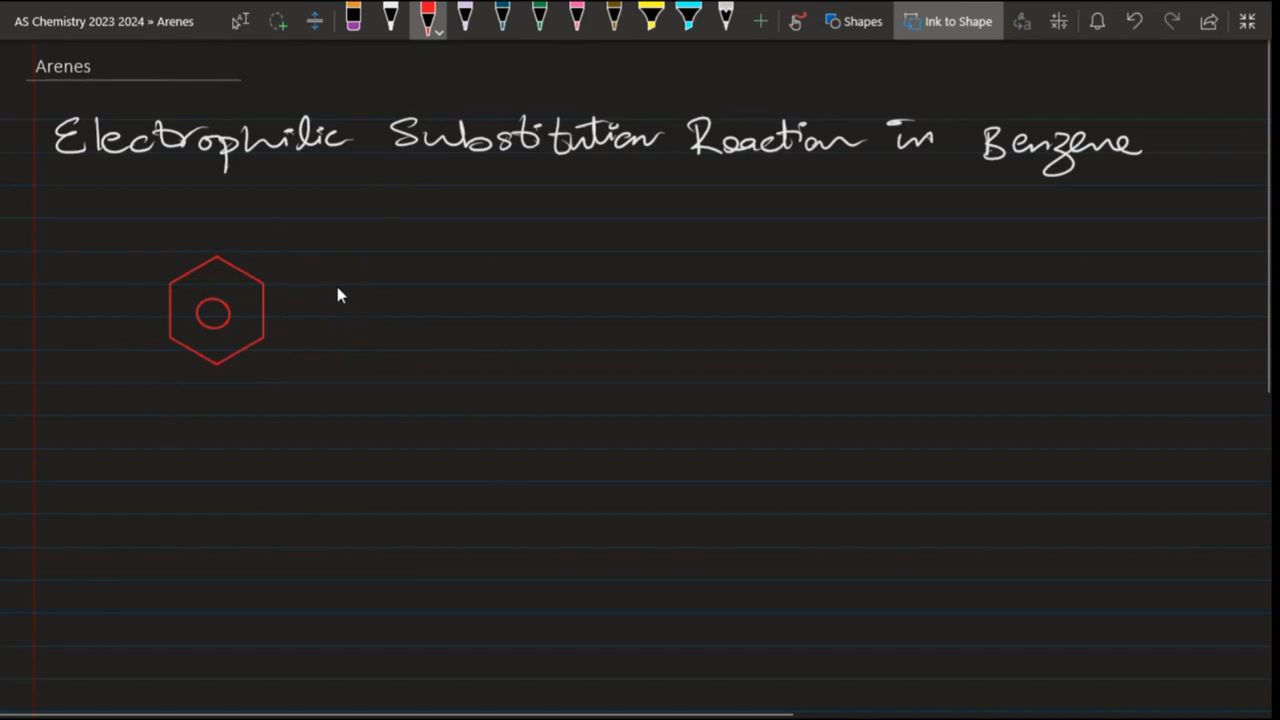 AS Chemistry 2023 2024 » Arenes
Shapes
Ink to Shape
Arenes
Electrophilic Substitution Reaction in Benzene